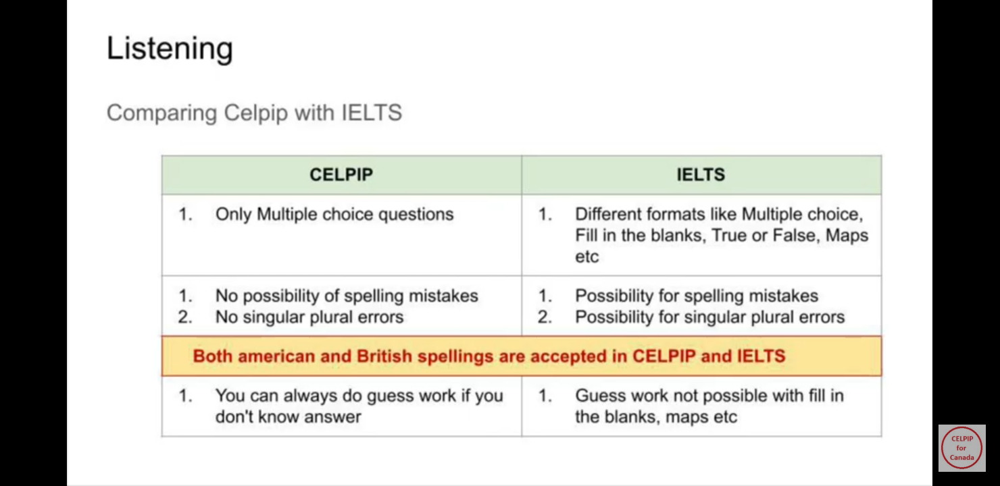 Listening
Comparing Celpip with IELTS
CELPIP
IELTS
1. Only Multiple choice questions
1. Different formats like Multiple choice,
Fill in the blanks, True or False, Maps
etc
1. No possibility of spelling mistakes
2. No singular plural errors
1. Possibility for spelling mistakes
2. Possibility for singular plural errors
Both american and British spellings are accepted in CELPIP and IELTS
1. You can always do guess work if you
don't know answer
1. Guess work not possible with fill in
the blanks, maps etc
CELPIP
for
Canada